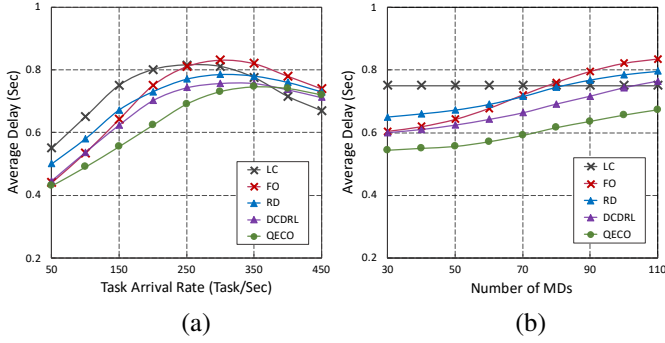 1
0.8
0.6
0.4
0.2
Average Delay (Sec)
LC
FO
RD
DCDRL
QECO
50 150 250 350 450
Task Arrival Rate (Task/Sec)
(a)
1
0.8
0.6
0.4
0.2
Average Delay (Sec)
LC
FO
RD
DCDRL
QECO
30 50 70 90 110
Number of MDs
(b)